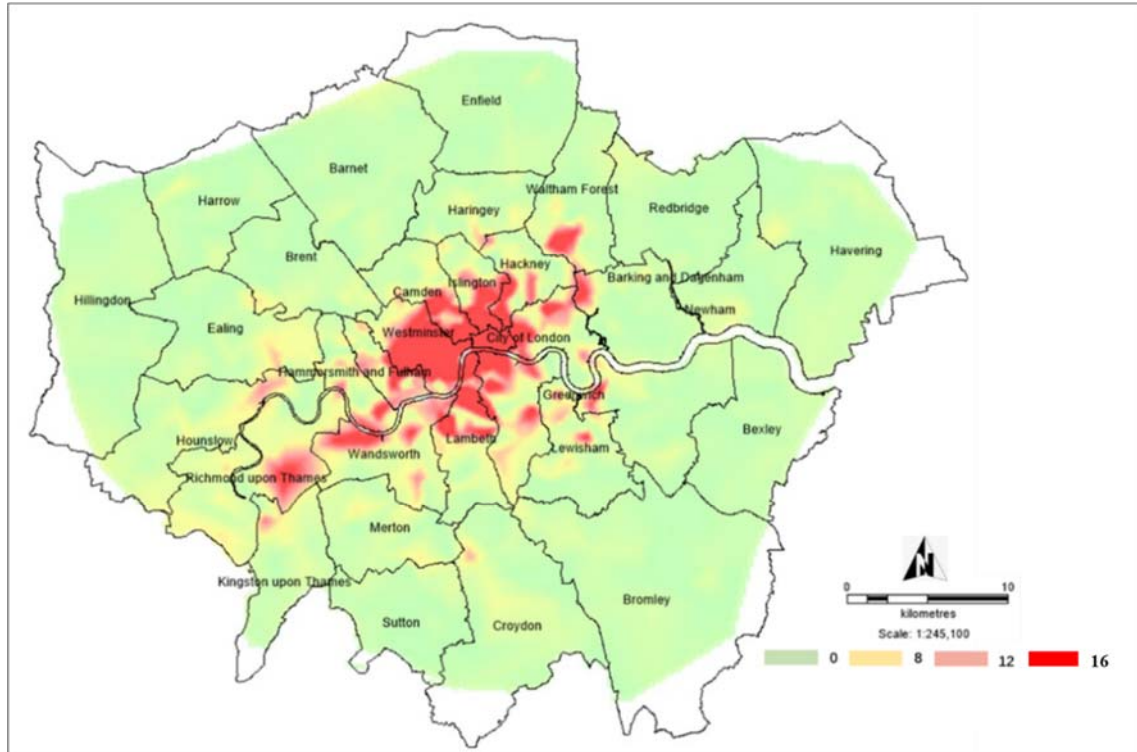 Enfield
Barnet
Harrow
Waltham Forest
Haringey
Redbridge
Brent
Hackney
Havering
Islington
Barking and Dagenham
Camden
Hillingdon
Newham
Ealing
Westminster
City of London
Hammersmith and Fulham
Greenwich
Bexley
Hounslow
Lambeth
Lewisham
Wandsworth
Richmond upon Thames
Merton
N
Kingston upon Thames
0 10
Bromley
kilometres
Sutton
Croydon
Scale: 1:245,100
0 8 12 16